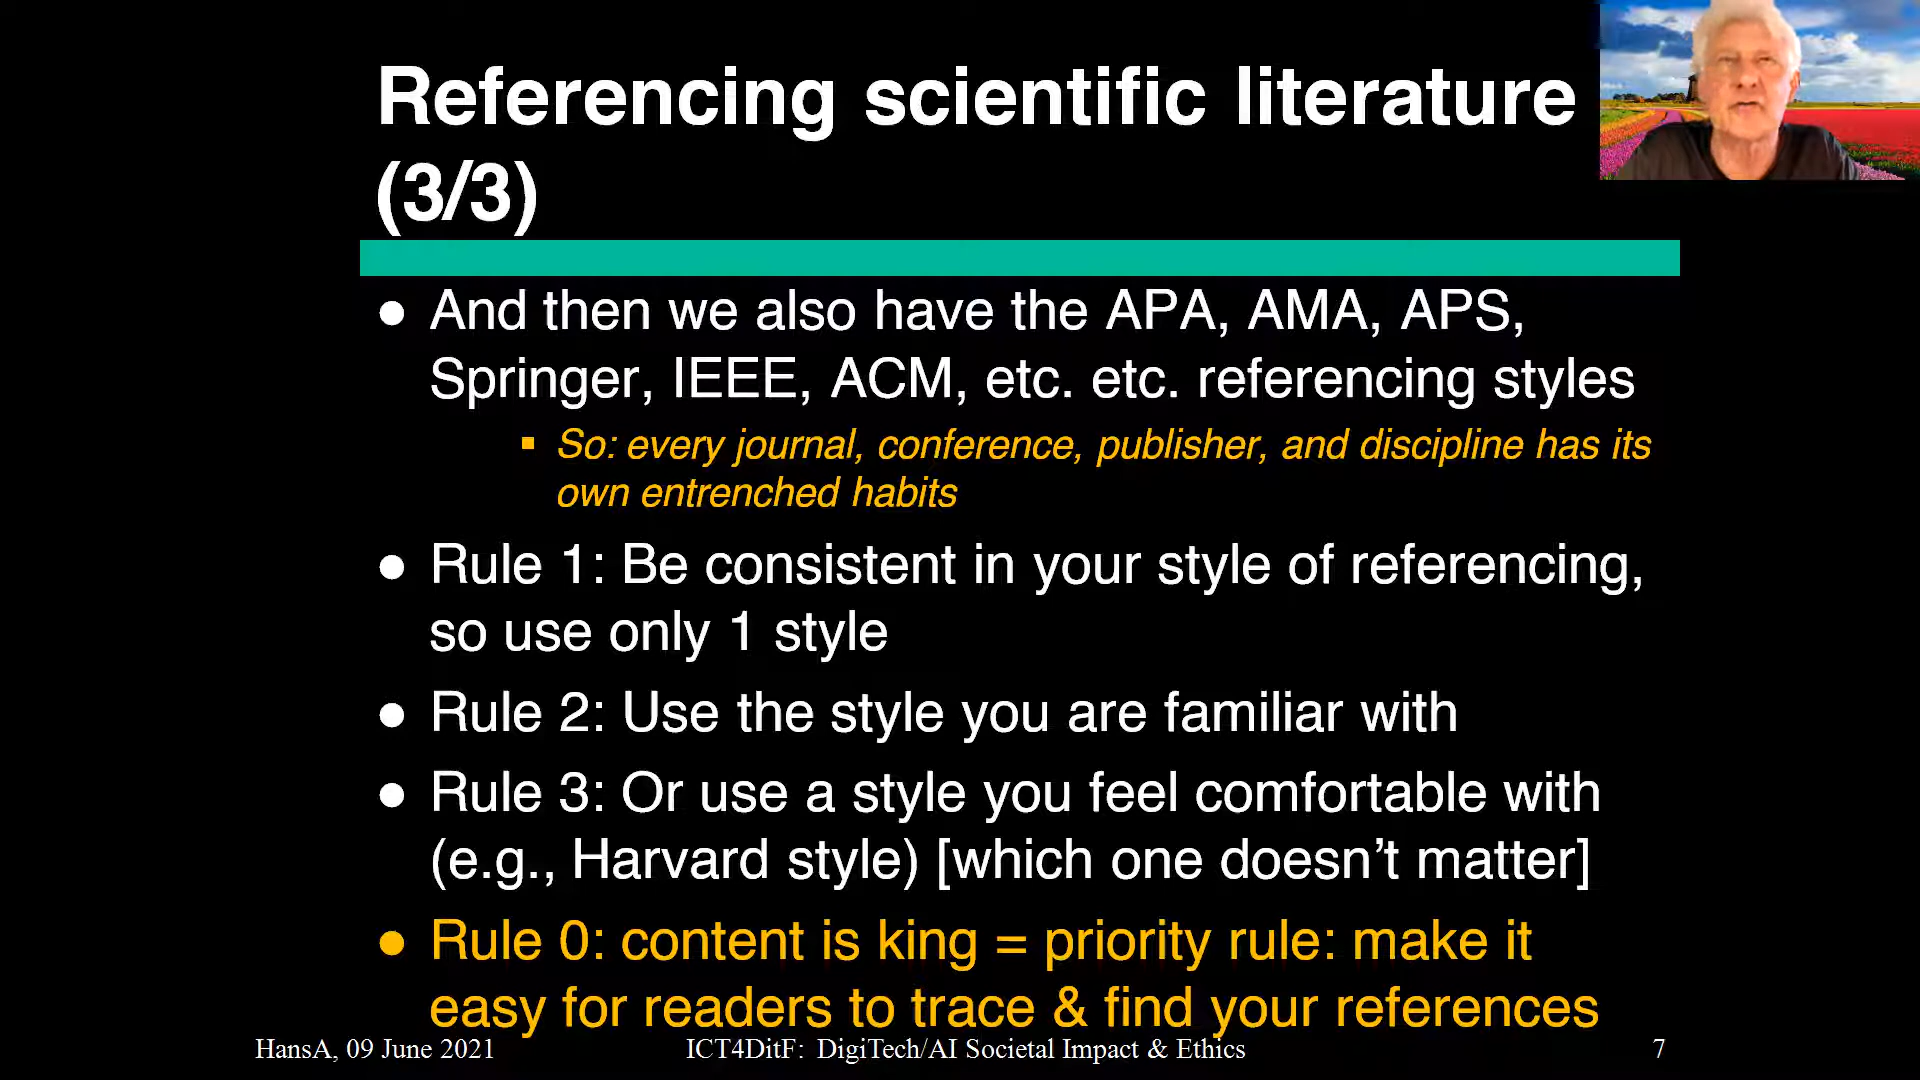 Referencing scientific literature
(3/3)
● And then we also have the APA, AMA, APS,
Springer, IEEE, ACM, etc. etc. referencing styles
▪ So: every journal, conference, publisher, and discipline has its
own entrenched habits
● Rule 1: Be consistent in your style of referencing,
so use only 1 style
● Rule 2: Use the style you are familiar with
● Rule 3: Or use a style you feel comfortable with
(e.g., Harvard style) [which one doesn’t matter]
● Rule 0: content is king = priority rule: make it
easy for readers to trace & find your references
HansA, 09 June 2021 ICT4DitF: DigiTech/AI Societal Impact & Ethics 7